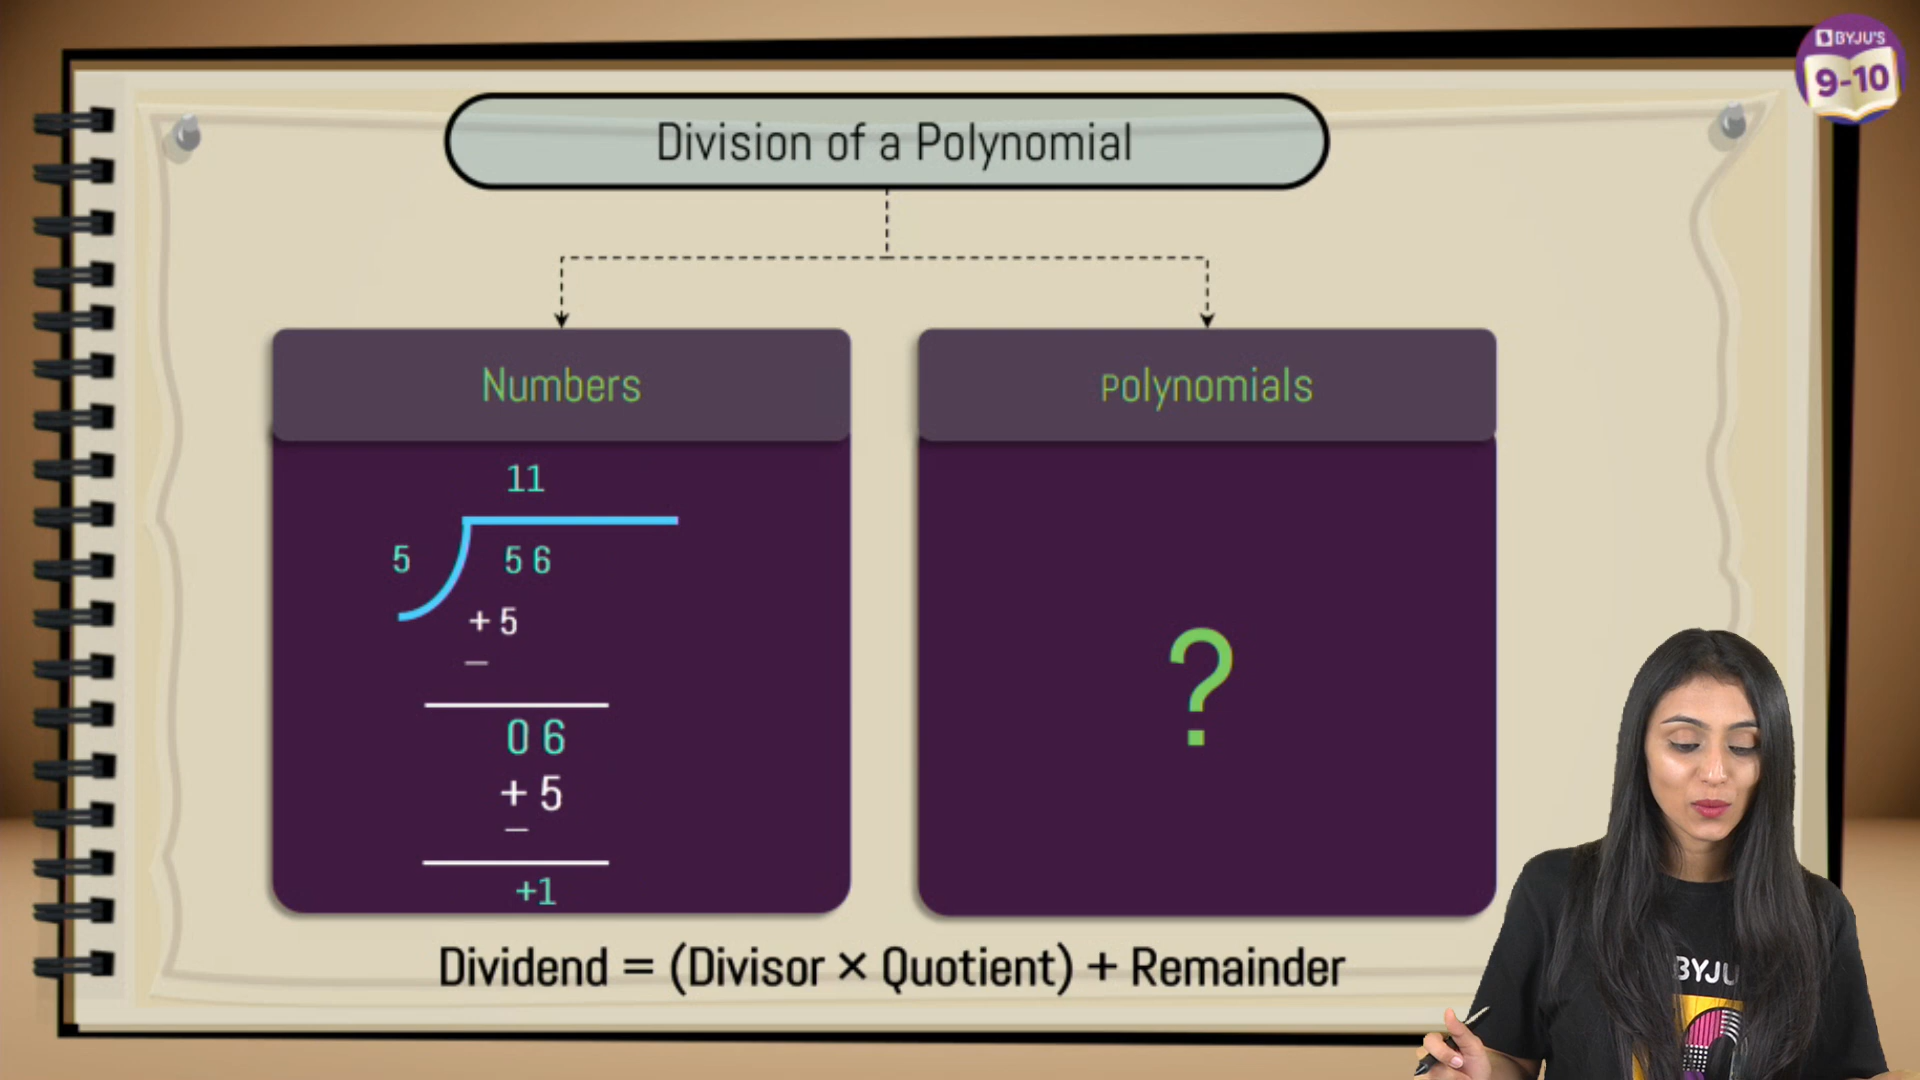 BYJU'S
9-10
Division of a Polynomial
Numbers
Polynomials
11
5 5 6
+ 5
–
0 6
+ 5
–
+1
?
Dividend = (Divisor × Quotient) + Remainder
BYJU